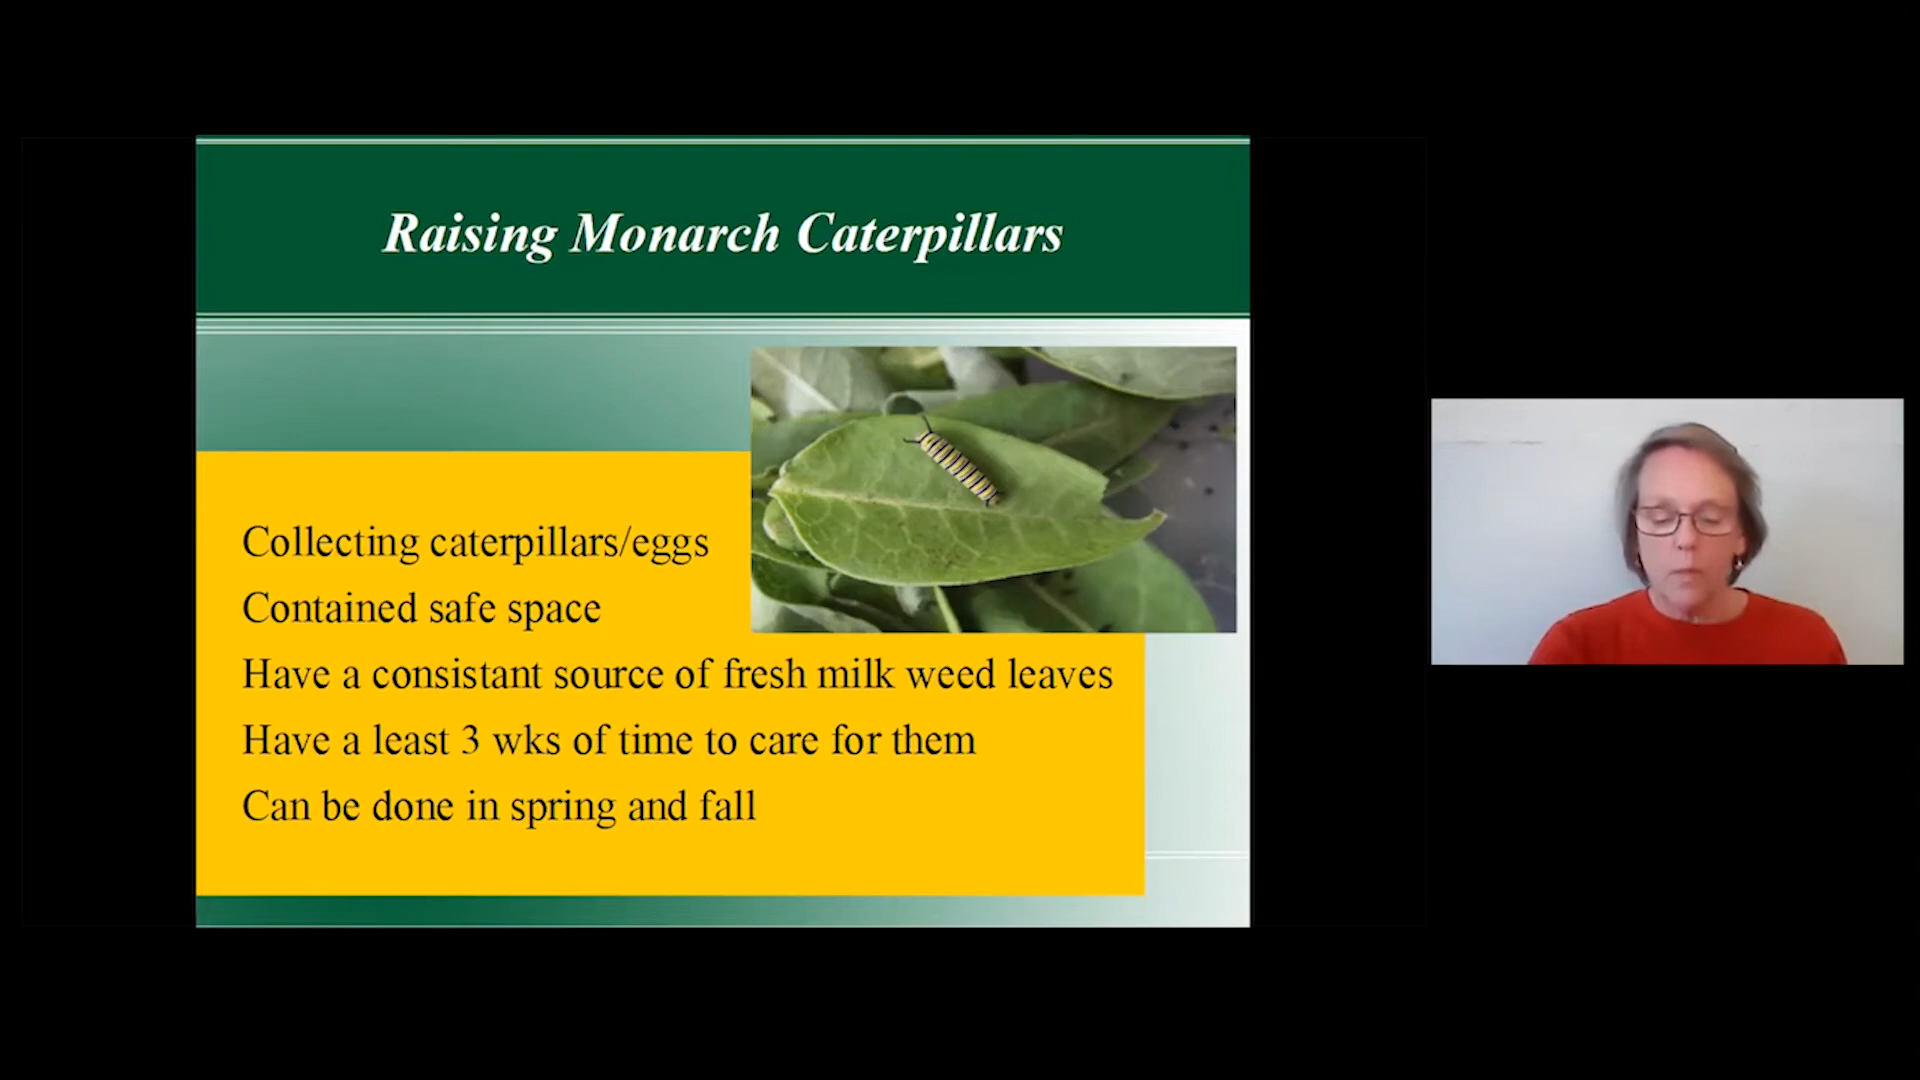 Raising Monarch Caterpillars
Collecting caterpillars/eggs
Contained safe space
Have a consistant source of fresh milk weed leaves
Have a least 3 wks of time to care for them
Can be done in spring and fall